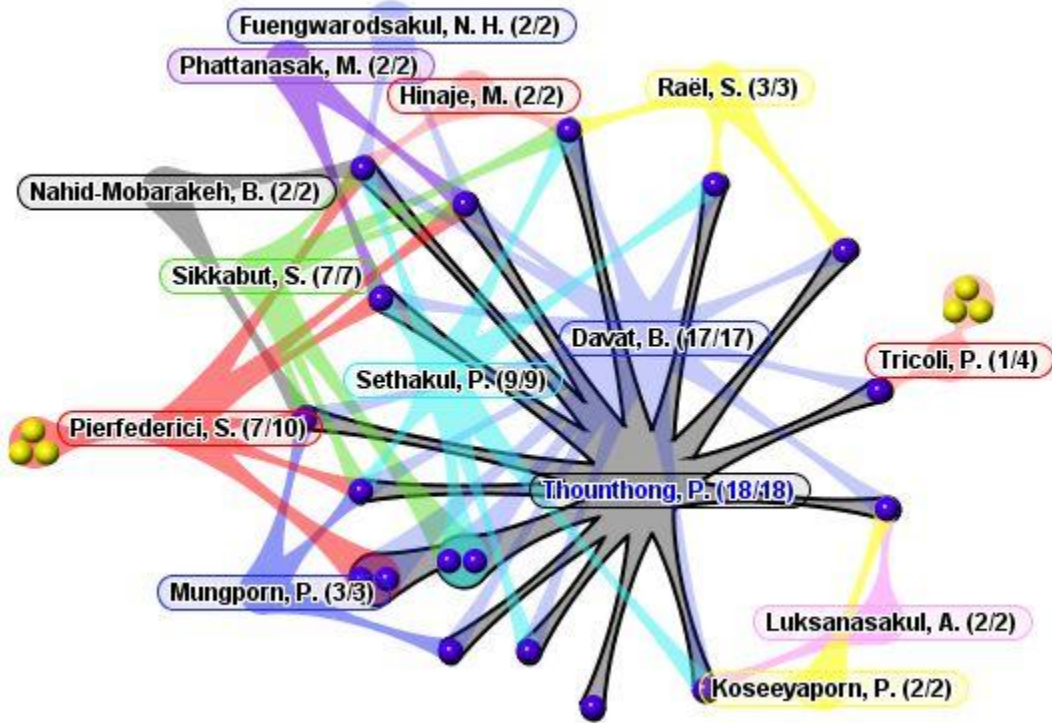 Fuengwarodsakul, N. H. (2/2)
Phattanasak, M. (2/2)
Hinaje, M. (2/2)
Raël, S. (3/3)
Nahid-Mobarakeh, B. (2/2)
Sikkabut, S. (7/7)
Davat, B. (17/17)
Tricoli, P. (1/4)
Sethakul, P. (9/9)
Pierfederici, S. (7/10)
Thounthong, P. (18/18)
Mungporn, P. (3/3)
Luksanasakul, A. (2/2)
Koseeyaporn, P. (2/2)